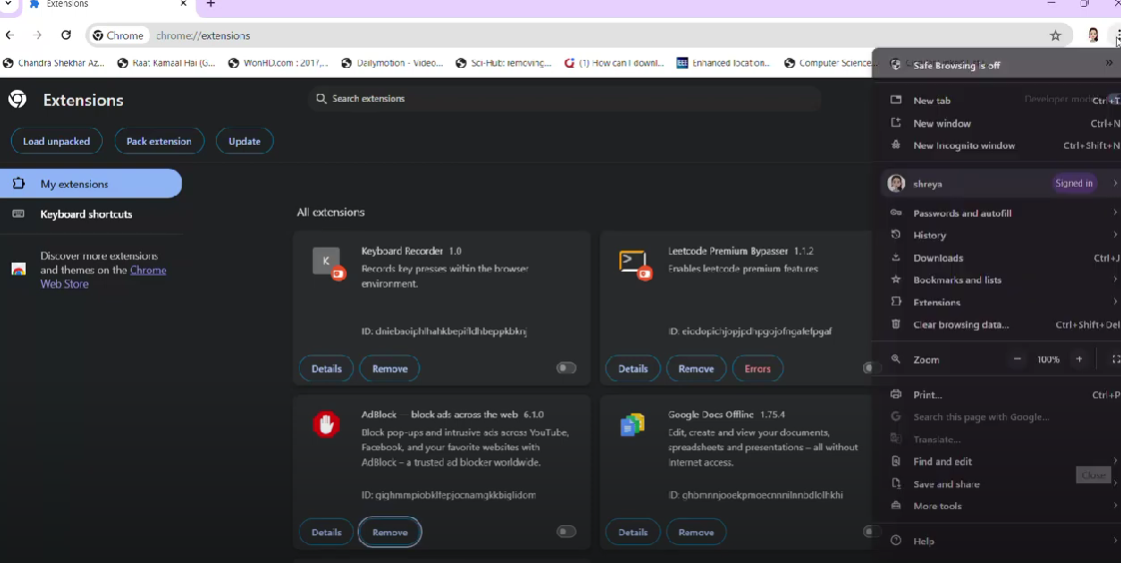 Extensions
Chrome chrome://extensions
Chandra Shekhar Az...
Raat Kamaal Hai (G...
WonHD.com : 2017,...
Dailymotion - Video...
Sci-Hub: removing...
(1) How can I downl...
Enhanced location...
Computer Science...
Extensions
Search extensions
Developer mode
Load unpacked
Pack extension
Update
My extensions
Keyboard shortcuts
Discover more extensions
and themes on the Chrome
Web Store
All extensions
K
Keyboard Recorder 1.0
Records key presses within the browser
environment.
Details
Remove
Leetcode Premium Bypasser 1.1.2
Enables leetcode premium features
Details
Remove
Errors
AdBlock — block ads across the web 6.1.0
Block pop-ups and intrusive ads across YouTube,
Facebook, and your favorite websites with
AdBlock – a trusted ad blocker worldwide.
Details
Remove
Google Docs Offline 1.75.4
Edit, create and view your documents,
spreadsheets and presentations – all without
internet access.
Details
Remove
Safe Browsing is off
New tab Ctrl+T
New window Ctrl+N
New Incognito window Ctrl+Shift+N
shreya Signed in
Passwords and autofill
History
Downloads Ctrl+J
Bookmarks and lists
Extensions
Clear browsing data... Ctrl+Shift+Del
Zoom − 100% +
Print... Ctrl+P
Search this page with Google...
Translate...
Find and edit
Close
Save and share
More tools
Help